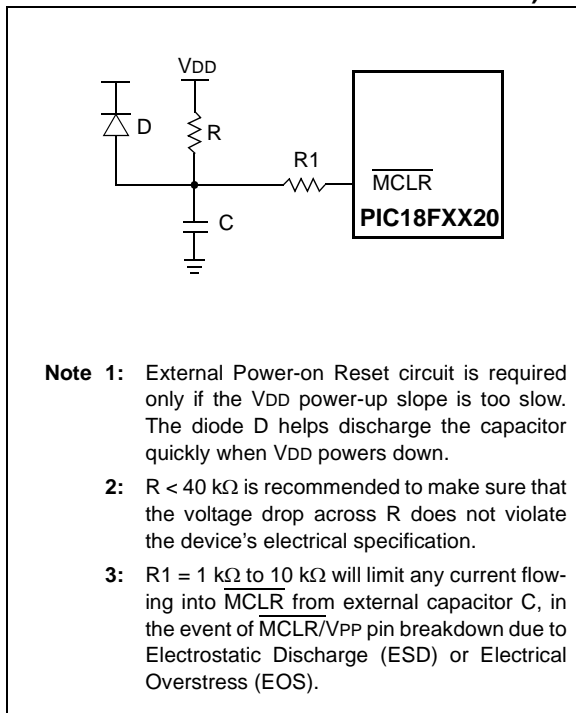 VDD
D
R
R1
MCLR
C
PIC18FXX20
Note 1: External Power-on Reset circuit is required
only if the VDD power-up slope is too slow.
The diode D helps discharge the capacitor
quickly when VDD powers down.
2: R < 40 kΩ is recommended to make sure that
the voltage drop across R does not violate
the device's electrical specification.
3: R1 = 1 kΩ to 10 kΩ will limit any current flow-
ing into MCLR from external capacitor C, in
the event of MCLR/VPP pin breakdown due to
Electrostatic Discharge (ESD) or Electrical
Overstress (EOS).